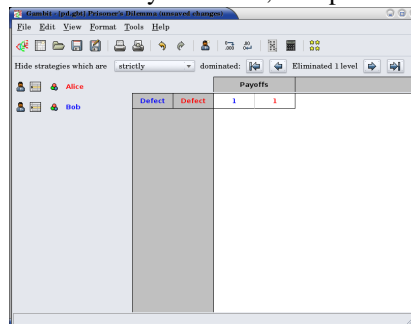 Gambit - [pd.gbt] Prisoner's Dilemma (unsaved changes)
File Edit View Format Tools Help
Hide strategies which are strictly dominated: Eliminated 1 level
Payoffs
Alice
Defect Defect 1 1
Bob